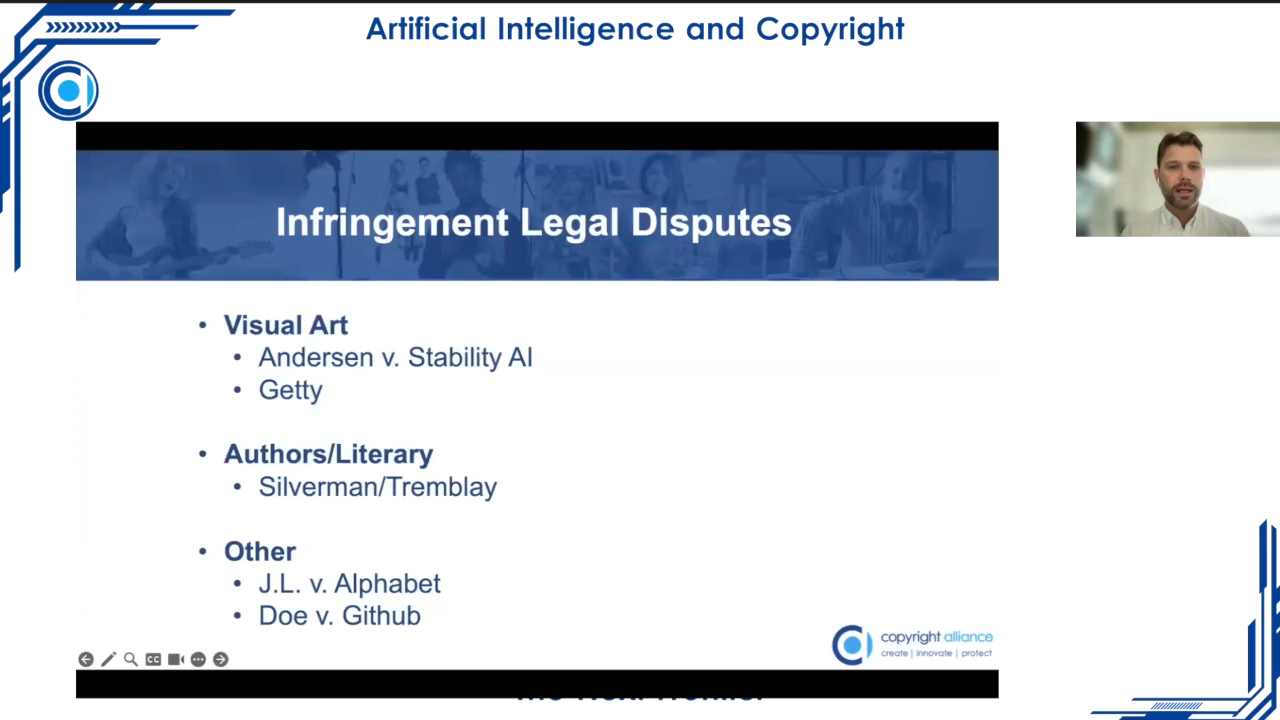 Artificial Intelligence and Copyright
Infringement Legal Disputes
• Visual Art
• Andersen v. Stability AI
• Getty
• Authors/Literary
• Silverman/Tremblay
• Other
• J.L. v. Alphabet
• Doe v. Github
copyright alliance
create | innovate | protect
CC